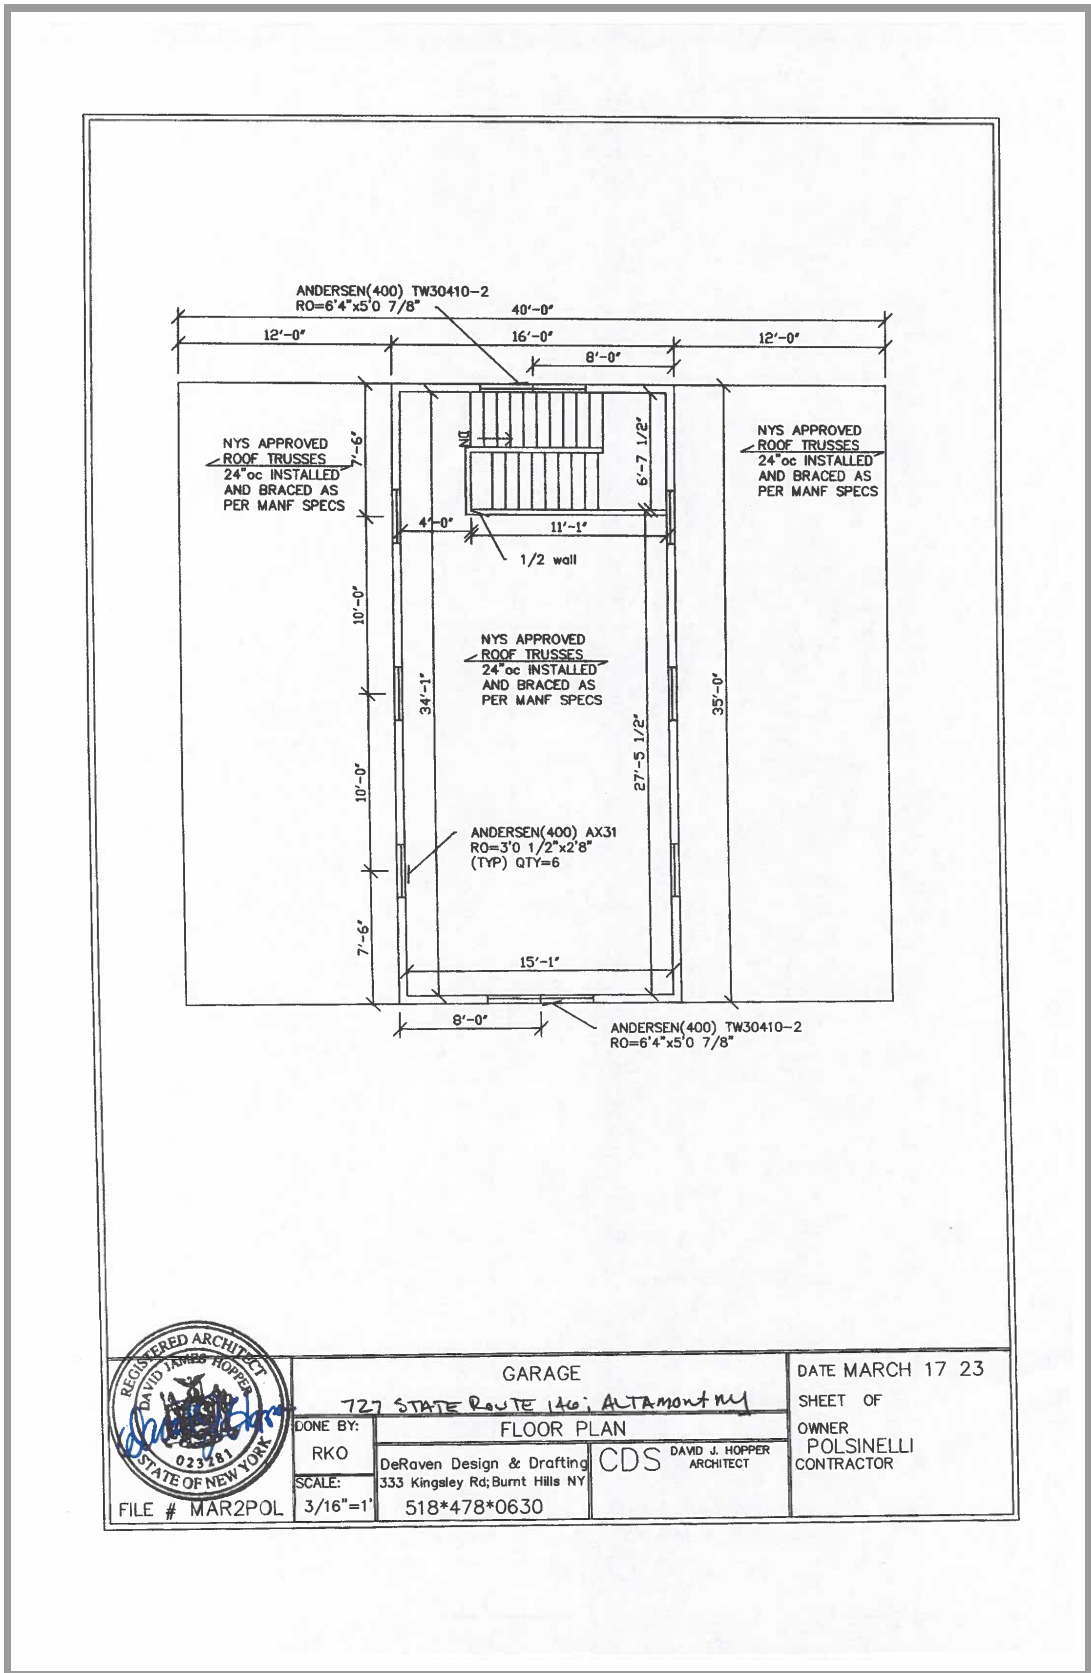 ANDERSEN(400) TW30410-2
RO=6'4"x5'0 7/8"
40'-0"
12'-0"
16'-0"
12'-0"
8'-0"
NYS APPROVED
ROOF TRUSSES
24"oc INSTALLED
AND BRACED AS
PER MANF SPECS
7'-6"
DN
6'-7 1/2"
NYS APPROVED
ROOF TRUSSES
24"oc INSTALLED
AND BRACED AS
PER MANF SPECS
4'-0"
11'-1"
1/2 wall
10'-0"
NYS APPROVED
ROOF TRUSSES
24"oc INSTALLED
AND BRACED AS
PER MANF SPECS
34'-1"
35'-0"
27'-5 1/2"
10'-0"
ANDERSEN(400) AX31
RO=3'0 1/2"x2'8"
(TYP) QTY=6
7'-6"
15'-1"
8'-0"
ANDERSEN(400) TW30410-2
RO=6'4"x5'0 7/8"
REGISTERED ARCHITECT
DAVID JAMES HOPPER
023281
STATE OF NEW YORK
FILE # MAR2POL
GARAGE
727 STATE ROUTE 146; ALTAMONT NY
DONE BY:
RKO
SCALE:
3/16"=1'
FLOOR PLAN
DeRaven Design & Drafting
333 Kingsley Rd;Burnt Hills NY
518*478*0630
CDS
DAVID J. HOPPER
ARCHITECT
DATE MARCH 17 23
SHEET OF
OWNER
POLSINELLI
CONTRACTOR